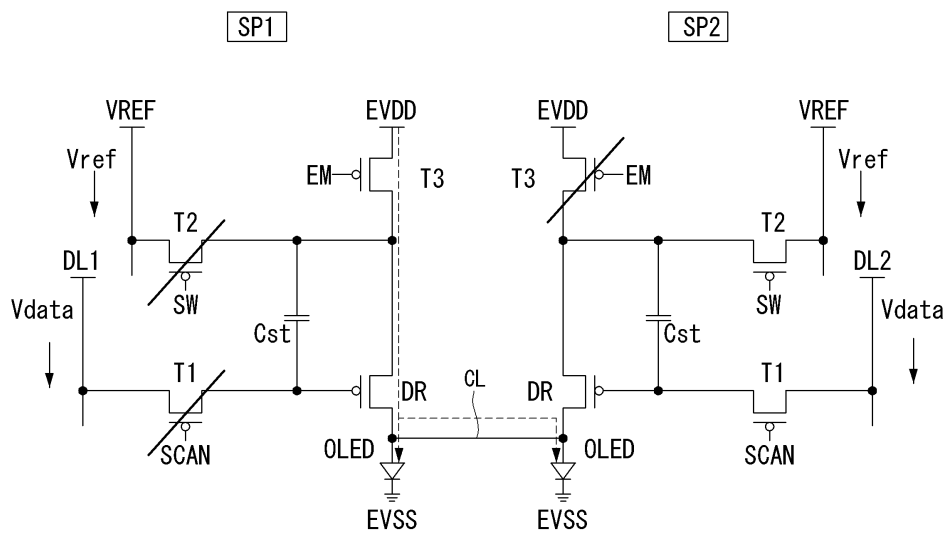 SP1 SP2
VREF EVDD EVDD VREF
Vref EM T3 T3 EM Vref
T2 T2
DL1 DL2
SW SW
Vdata Cst Cst Vdata
T1 DR CL DR T1
SCAN OLED OLED SCAN
EVSS EVSS